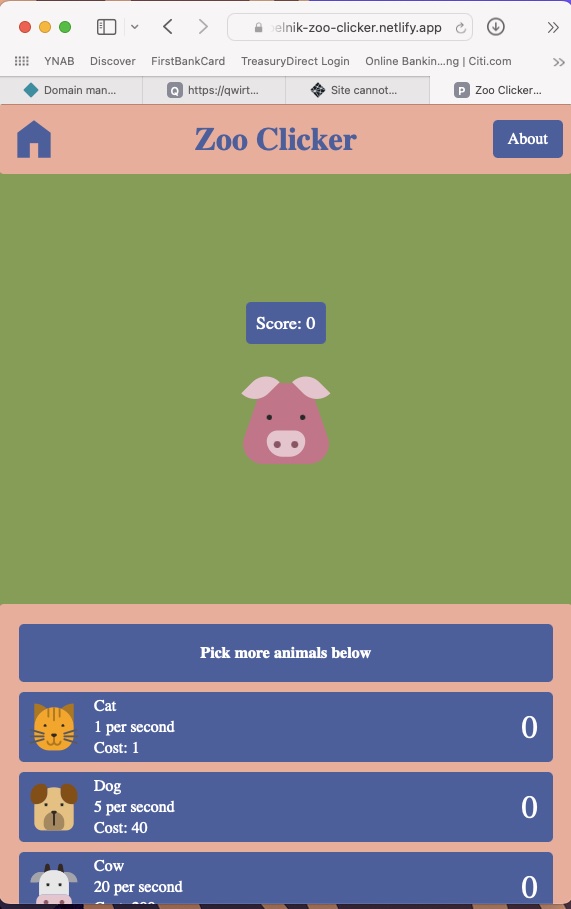 elnik-zoo-clicker.netlify.app
YNAB Discover FirstBankCard TreasuryDirect Login Online Bankin...ng | Citi.com
Domain man... Q https://qwirt... Site cannot... P Zoo Clicker...
Zoo Clicker
About
Score: 0
Pick more animals below
Cat
1 per second
Cost: 1
0
Dog
5 per second
Cost: 40
0
Cow
20 per second
0